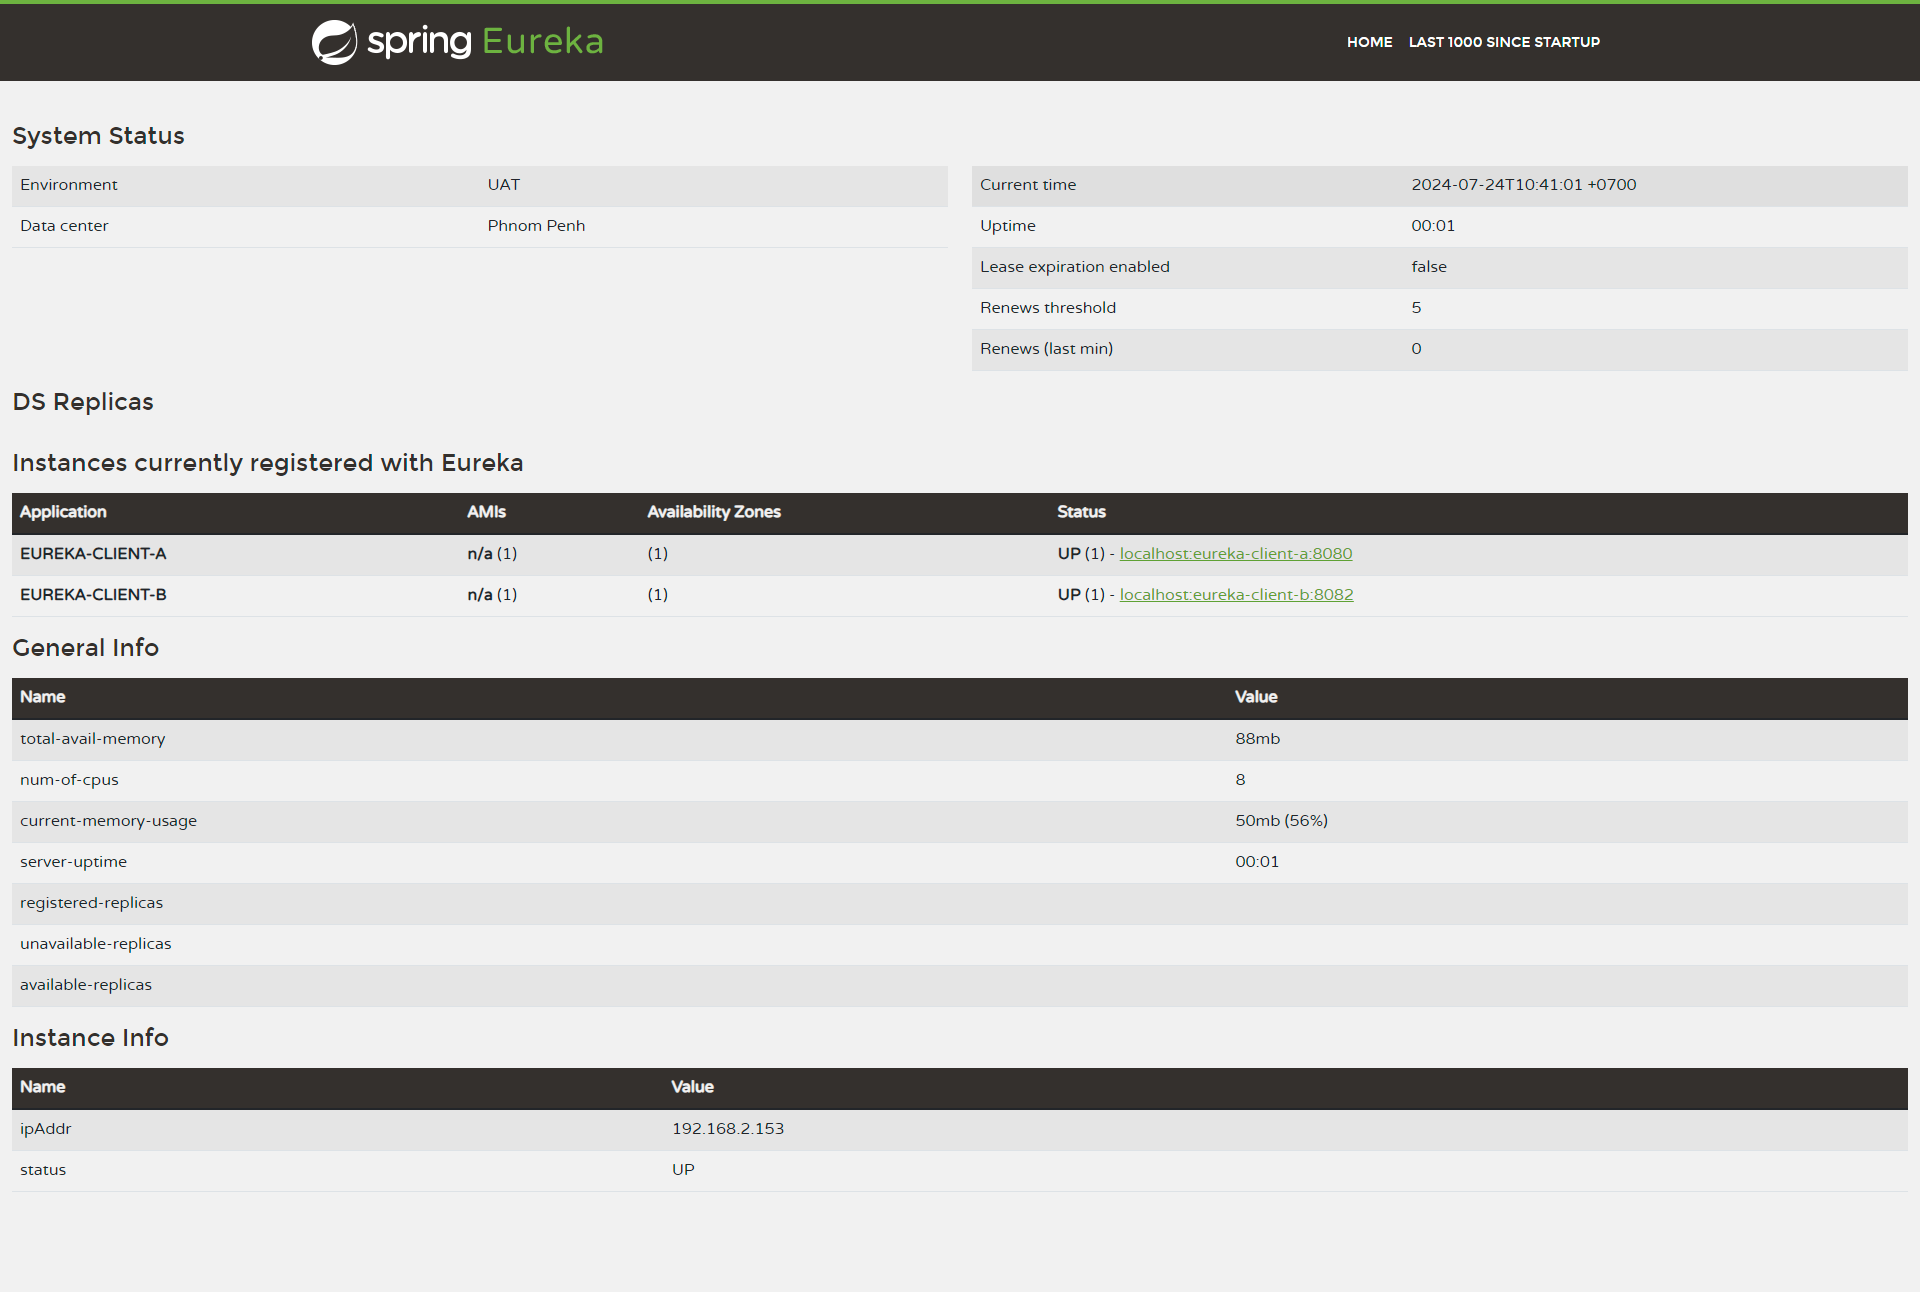 spring Eureka
HOME LAST 1000 SINCE STARTUP
System Status
Environment UAT
Data center Phnom Penh
Current time 2024-07-24T10:41:01 +0700
Uptime 00:01
Lease expiration enabled false
Renews threshold 5
Renews (last min) 0
DS Replicas
Instances currently registered with Eureka
Application AMIs Availability Zones Status
EUREKA-CLIENT-A n/a (1) (1) UP (1) - localhost:eureka-client-a:8080
EUREKA-CLIENT-B n/a (1) (1) UP (1) - localhost:eureka-client-b:8082
General Info
Name Value
total-avail-memory 88mb
num-of-cpus 8
current-memory-usage 50mb (56%)
server-uptime 00:01
registered-replicas
unavailable-replicas
available-replicas
Instance Info
Name Value
ipAddr 192.168.2.153
status UP